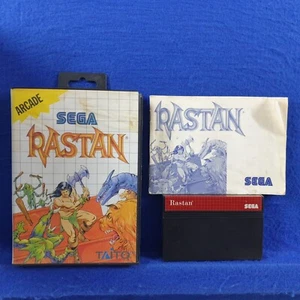 ARCADE
SEGA
RASTAN
TAITO
RASTAN
SEGA
Rastan
SEGA